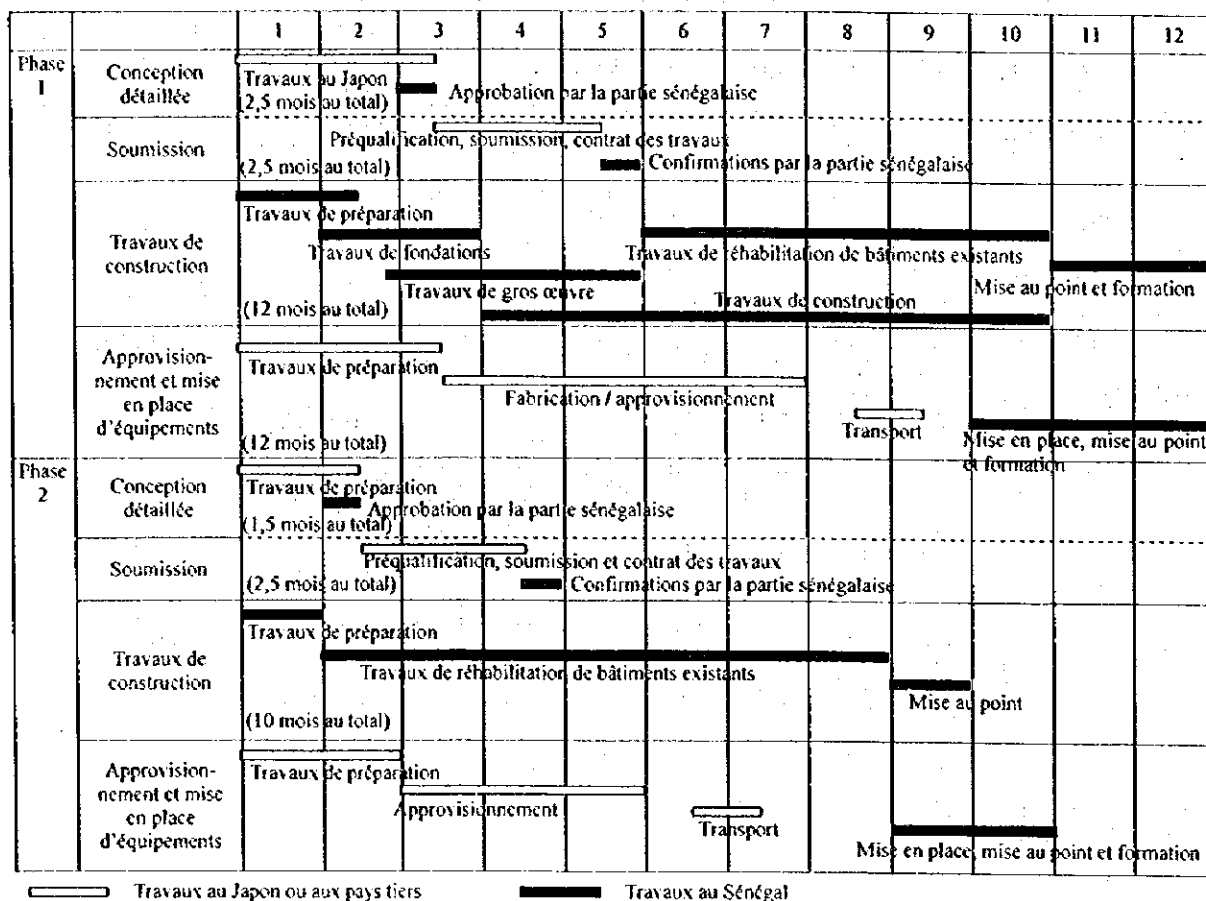 1 2 3 4 5 6 7 8 9 10 11 12
Phase
1
Conception
détaillée
Travaux au Japon
(2,5 mois au total)
Approbation par la partie sénégalaise
Soumission
Préqualification, soumission, contrat des travaux
(2,5 mois au total)
Confirmations par la partie sénégalaise
Travaux de
construction
Travaux de préparation
Travaux de fondations
Travaux de réhabilitation de bâtiments existants
Travaux de gros œuvre
Travaux de construction
Mise au point et formation
(12 mois au total)
Approvision-
nement et mise
en place
d'équipements
Travaux de préparation
Fabrication / approvisionnement
Transport
Mise en place, mise au point
et formation
(12 mois au total)
Phase
2
Conception
détaillée
Travaux de préparation
Approbation par la partie sénégalaise
(1,5 mois au total)
Soumission
Préqualification, soumission et contrat des travaux
(2,5 mois au total)
Confirmations par la partie sénégalaise
Travaux de
construction
Travaux de préparation
Travaux de réhabilitation de bâtiments existants
Mise au point
(10 mois au total)
Approvision-
nement et mise
en place
d'équipements
Travaux de préparation
Approvisionnement
Transport
Mise en place, mise au point et formation
Travaux au Japon ou aux pays tiers
Travaux au Sénégal